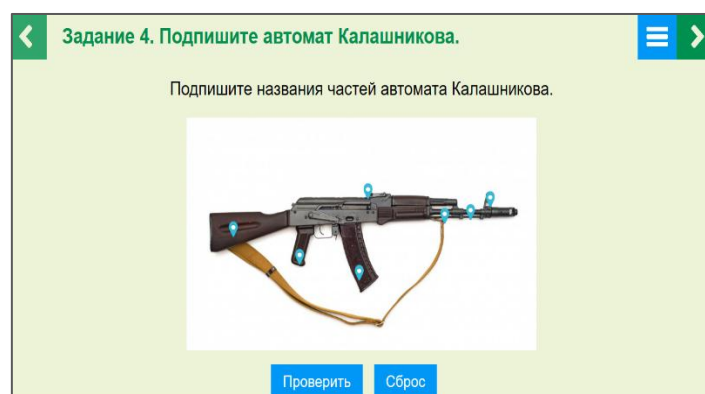 Задание 4. Подпишите автомат Калашникова.
Подпишите названия частей автомата Калашникова.
Проверить Сброс